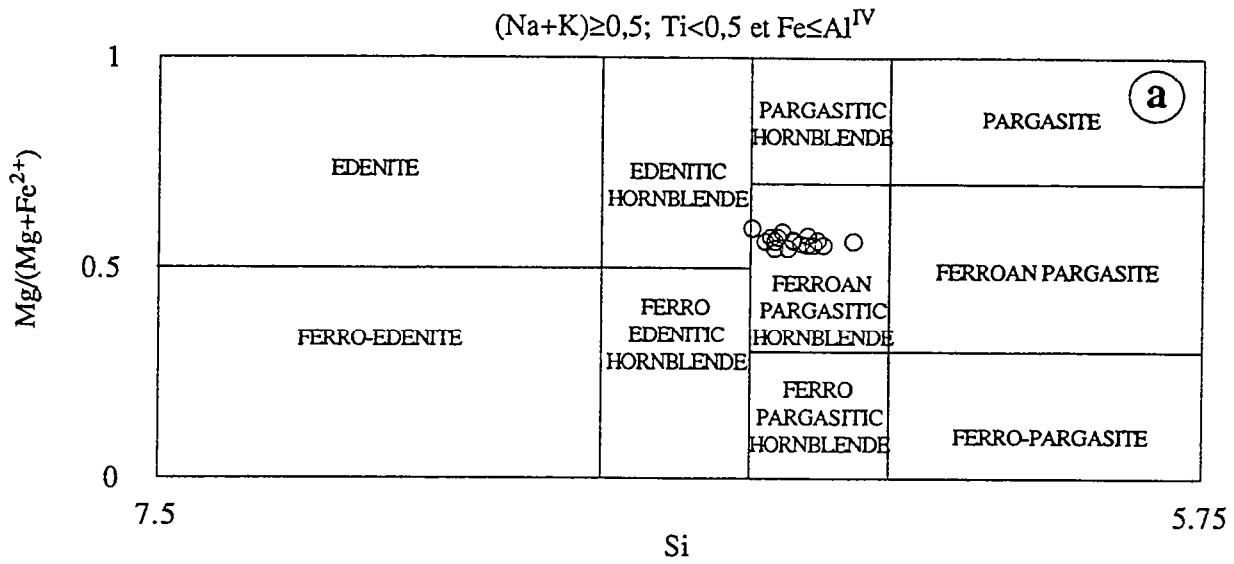 (Na+K)≥0,5; Ti<0,5 et Fe≤Al^IV
1
a
PARGASITIC
HORNBLENDE
PARGASITE
EDENITE
EDENITIC
HORNBLENDE
Mg/(Mg+Fe²⁺)
0.5
FERROAN
PARGASITIC
HORNBLENDE
FERROAN PARGASITE
FERRO-EDENITE
FERRO
EDENITIC
HORNBLENDE
FERRO
PARGASITIC
HORNBLENDE
FERRO-PARGASITE
0
7.5
5.75
Si